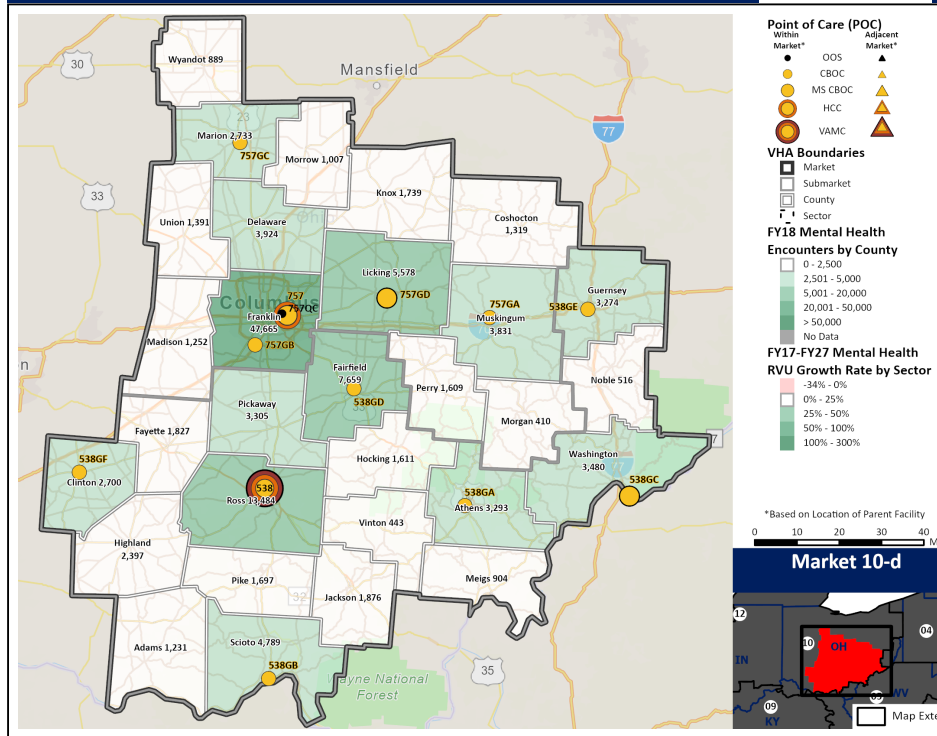 Wyandot 889
30
Mansfield
23
Marion 2,733
757GC
Morrow 1,007
77
Knox 1,739
33
Union 1,391
Delaware
3,924
Coshocton
1,319
Licking 5,578
757GD
757
757QC
Columbus
Franklin
47,665
757GB
757GA
Muskingum
3,831
538GE
Guernsey
3,274
Madison 1,252
Fairfield
7,659
538GD
33
Perry 1,609
Noble 516
Morgan 410
Pickaway
3,305
Fayette 1,827
538GF
Clinton 2,700
Hocking 1,611
Washington
3,480
77
7
538GC
538
Ross 13,484
538GA
Athens 3,293
Vinton 443
Highland
2,397
Pike 1,697
32
Jackson 1,876
Meigs 904
Adams 1,231
Scioto 4,789
538GB
35
Wayne National
Forest
Point of Care (POC)
Within Market* Adjacent Market*
OOS
CBOC
MS CBOC
HCC
VAMC
VHA Boundaries
Market
Submarket
County
Sector
FY18 Mental Health
Encounters by County
0 - 2,500
2,501 - 5,000
5,001 - 20,000
20,001 - 50,000
> 50,000
No Data
FY17-FY27 Mental Health
RVU Growth Rate by Sector
-34% - 0%
0% - 25%
25% - 50%
50% - 100%
100% - 300%
*Based on Location of Parent Facility
0 10 20 30 40
Market 10-d
12
10
OH
04
IN
05
WV
09
KY
Map Exte